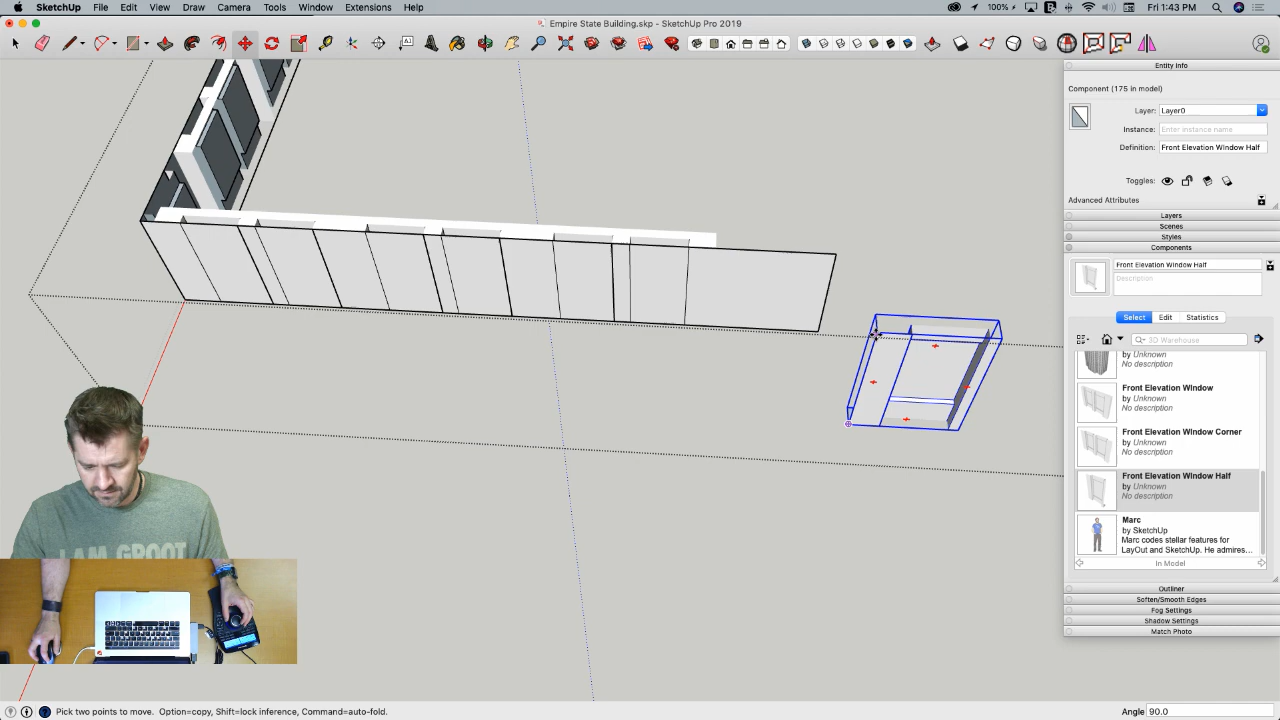 SketchUp File Edit View Draw Camera Tools Window Extensions Help
100% Fri 1:43 PM
Empire State Building.skp - SketchUp Pro 2019
Entity Info
Component (175 in model)
Layer: Layer0
Instance: Enter instance name
Definition: Front Elevation WIndow Half
Toggles:
Advanced Attributes
Layers
Scenes
Styles
Components
Front Elevation WIndow Half
Description
Select Edit Statistics
3D Warehouse
by Unknown
No description
Front Elevation WIndow
by Unknown
No description
Front Elevation WIndow Corner
by Unknown
No description
Front Elevation WIndow Half
by Unknown
No description
Marc
by SketchUp
Marc codes stellar features for
LayOut and SketchUp. He admires...
In Model
Outliner
Soften/Smooth Edges
Fog Settings
Shadow Settings
Match Photo
I AM GROOT
Pick two points to move. Option=copy, Shift=lock inference, Command=auto-fold.
Angle 90.0